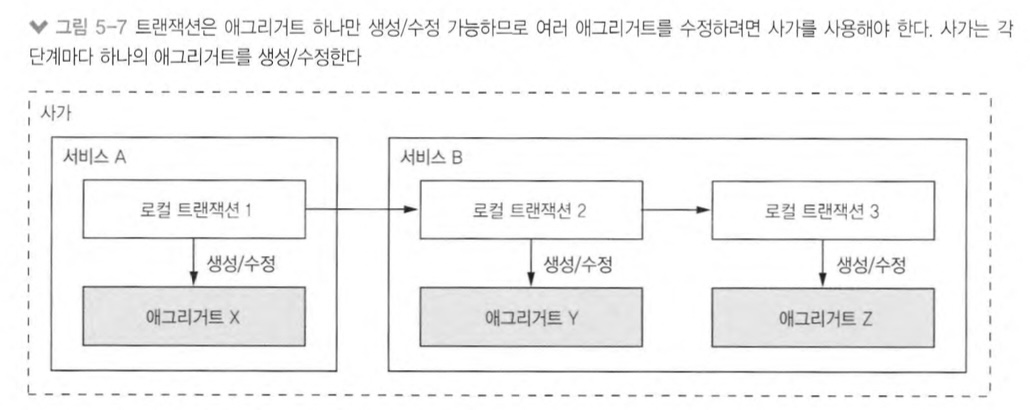 그림 5-7 트랜잭션은 애그리거트 하나만 생성/수정 가능하므로 여러 애그리거트를 수정하려면 사가를 사용해야 한다. 사가는 각
단계마다 하나의 애그리거트를 생성/수정한다
사가
서비스 A
서비스 B
로컬 트랜잭션 1
로컬 트랜잭션 2
로컬 트랜잭션 3
생성/수정
생성/수정
생성/수정
애그리거트 X
애그리거트 Y
애그리거트 Z